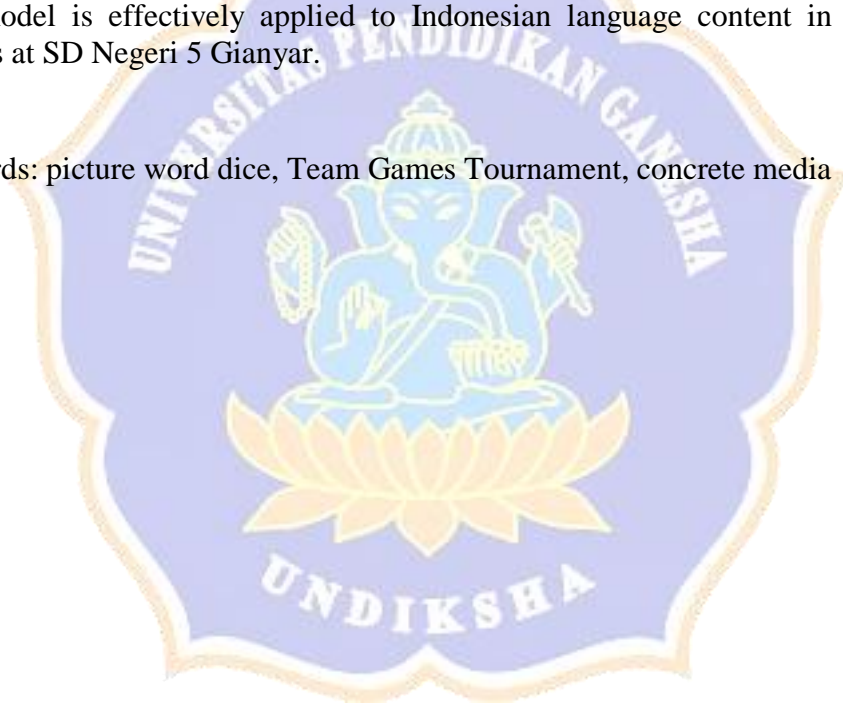 odel is effectively applied to Indonesian language content in
s at SD Negeri 5 Gianyar.
UNIVERSITAS PENDIDIKAN GANESHA
rds: picture word dice, Team Games Tournament, concrete media
UNDIKSHA